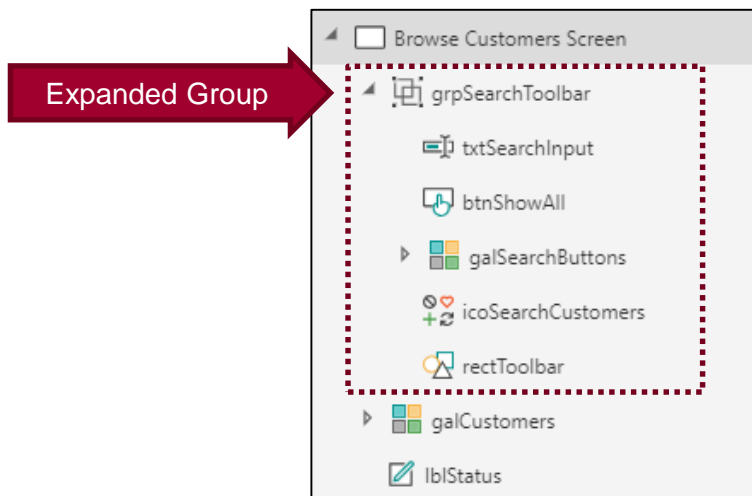 Browse Customers Screen
Expanded Group
grpSearchToolbar
txtSearchInput
btnShowAll
galSearchButtons
icoSearchCustomers
rectToolbar
galCustomers
lblStatus